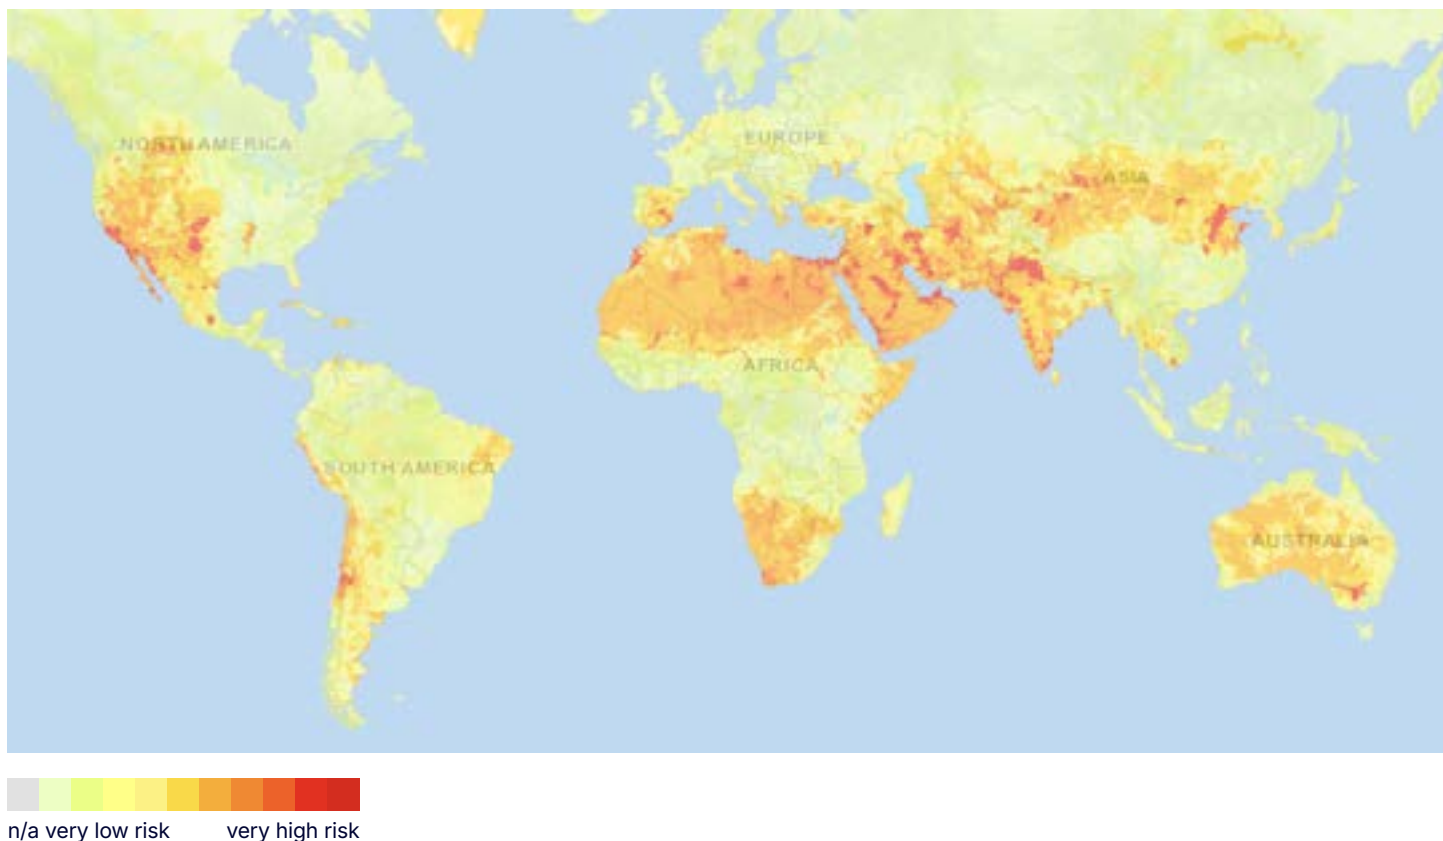 NORTH AMERICA
EUROPE
ASIA
AFRICA
SOUTH AMERICA
AUSTRALIA
n/a very low risk very high risk